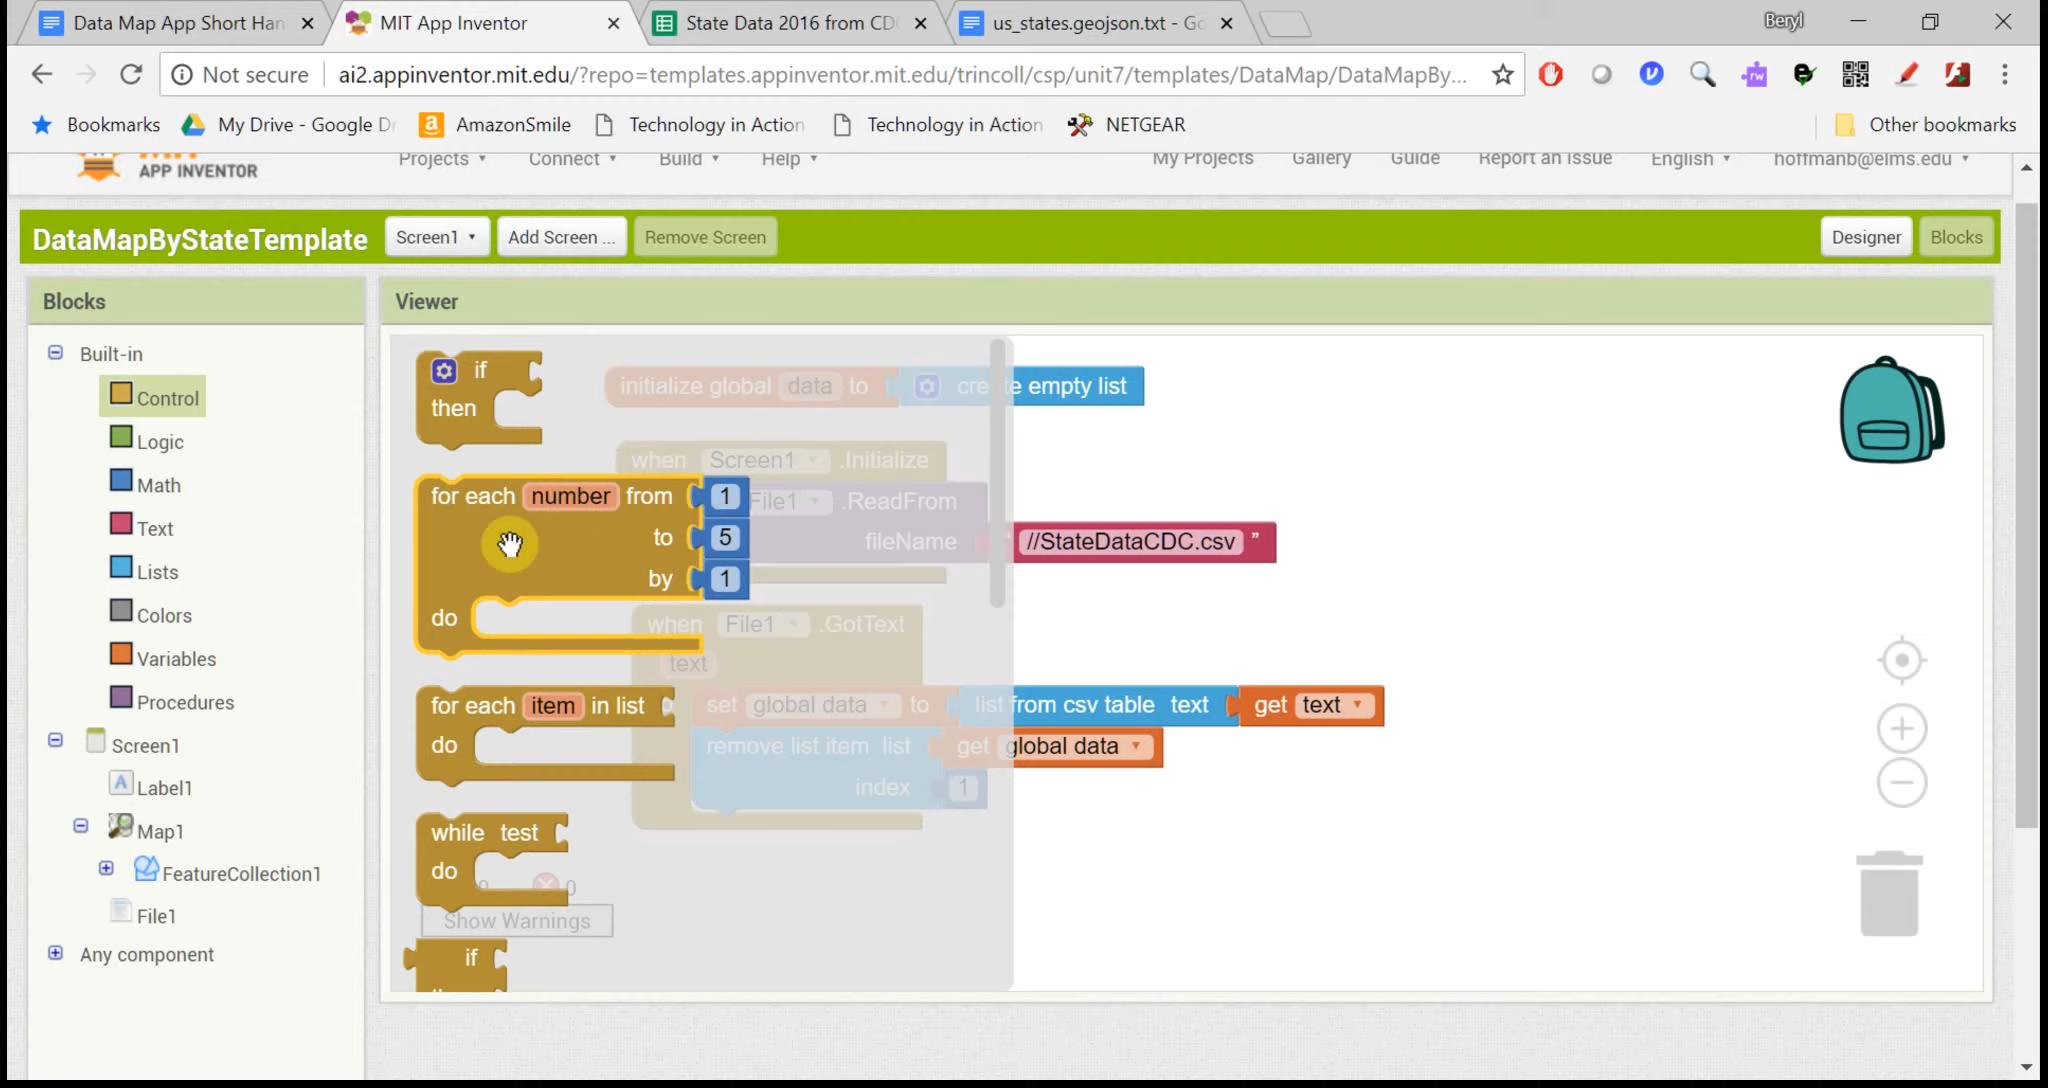 Data Map App Short Han
MIT App Inventor
State Data 2016 from CDC
us_states.geojson.txt - Go
Beryl
Not secure
ai2.appinventor.mit.edu/?repo=templates.appinventor.mit.edu/trincoll/csp/unit7/templates/DataMap/DataMapBy...
Bookmarks
My Drive - Google Dr
AmazonSmile
Technology in Action
Technology in Action
NETGEAR
Other bookmarks
APP INVENTOR
Projects
Connect
Build
Help
My Projects
Gallery
Guide
Report an Issue
English
hoffmanb@elms.edu
DataMapByStateTemplate
Screen1
Add Screen ...
Remove Screen
Designer
Blocks
Blocks
Built-in
Control
Logic
Math
Text
Lists
Colors
Variables
Procedures
Screen1
Label1
Map1
FeatureCollection1
File1
Any component
Viewer
if
then
for each number from 1
to 5
by 1
do
for each item in list
do
while test
do
if
initialize global data to create empty list
when Screen1 .Initialize
File1 .ReadFrom
fileName "//StateDataCDC.csv"
when File1 .GotText
text
set global data to list from csv table text get text
remove list item list get global data
index 1
0
Show Warnings